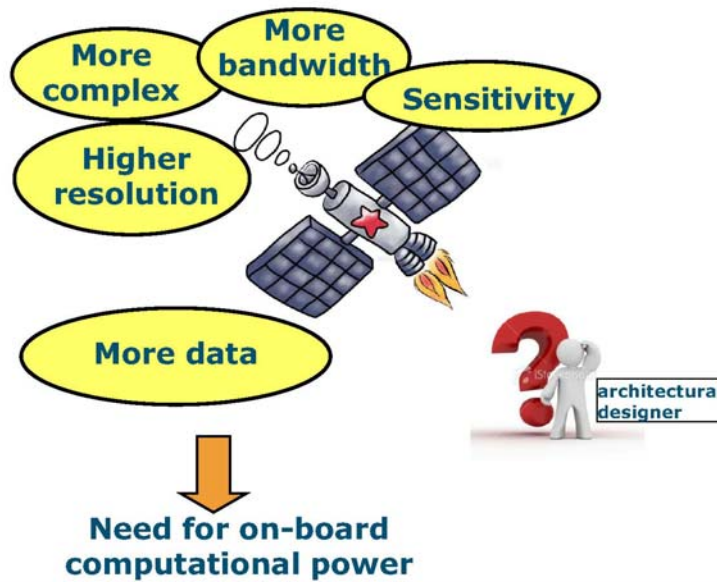 More
complex
More
bandwidth
Sensitivity
Higher
resolution
More data
architectura
designer
Need for on-board
computational power